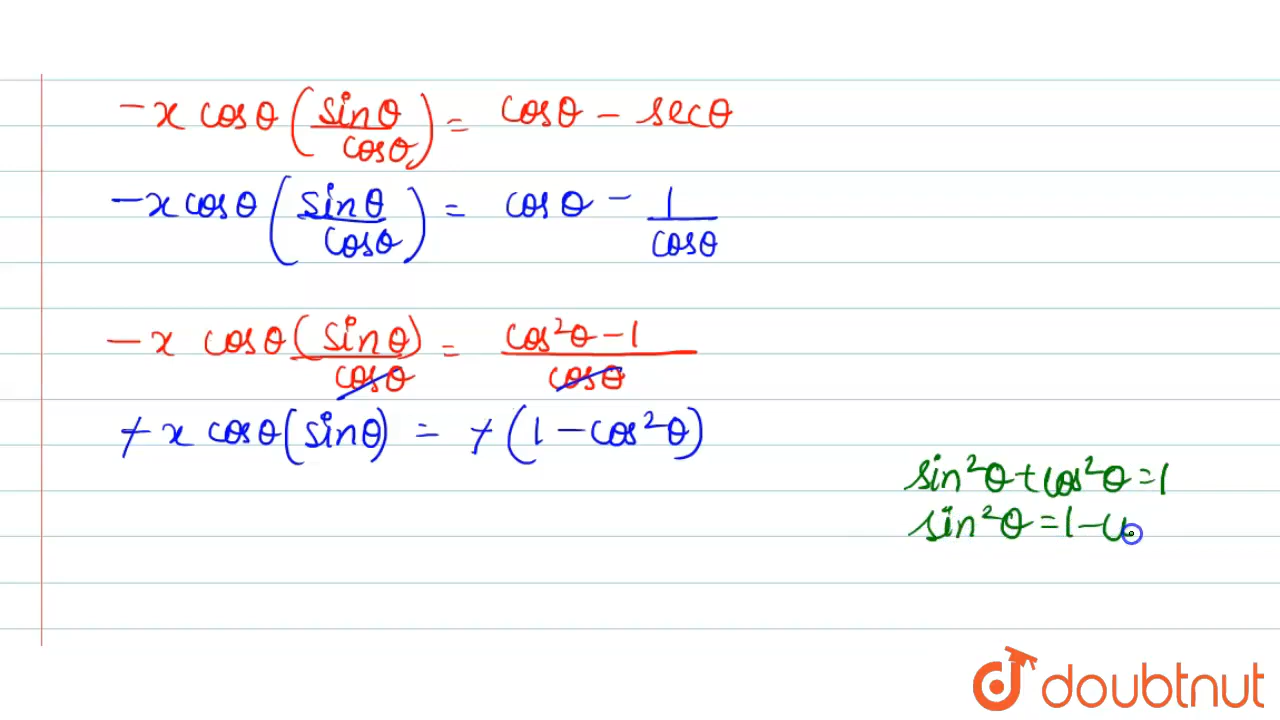 -x cosθ (sinθ/cosθ) = cosθ - secθ
-x cosθ (sinθ/cosθ) = cosθ - 1/cosθ
-x cosθ (sinθ)/cosθ = cos²θ - 1/cosθ
-x cosθ (sinθ) = - (1 - cos²θ)
sin²θ + cos²θ = 1
sin²θ = 1 - c
doubtnut